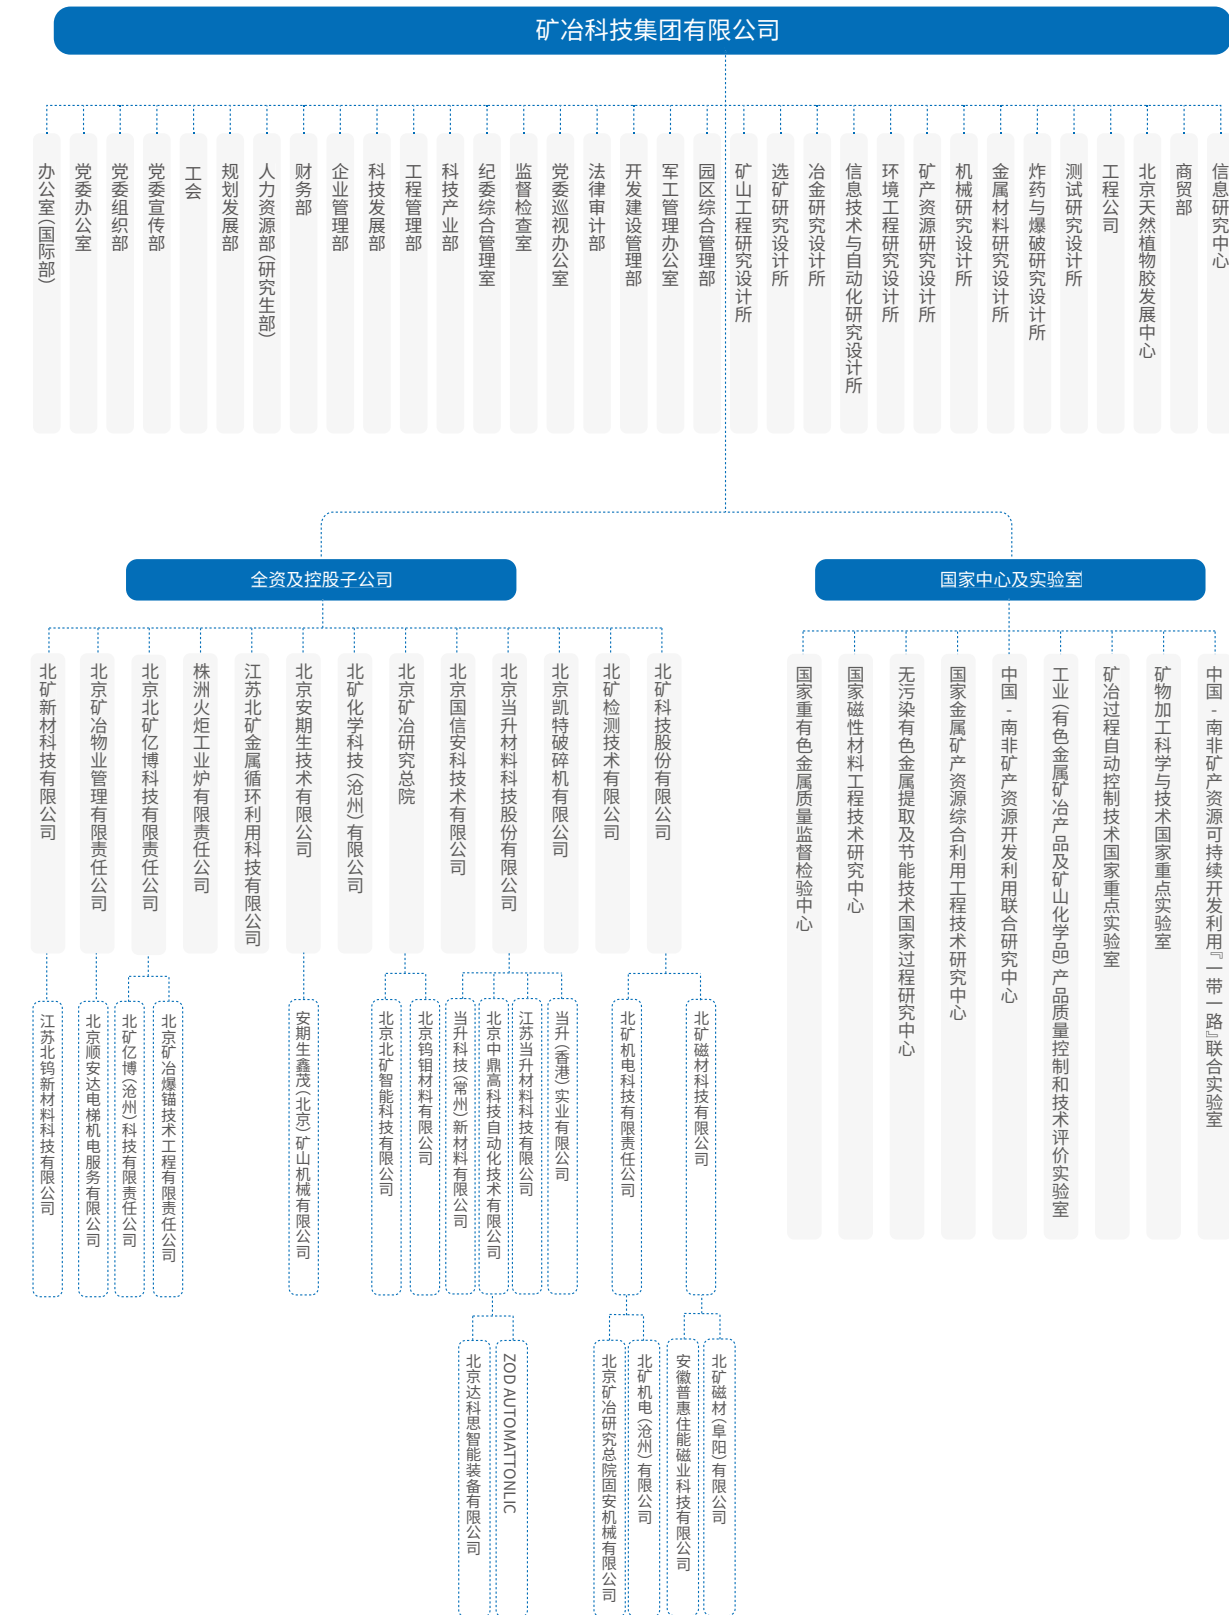 矿冶科技集团有限公司
办公室(国际部)
党委办公室
党委组织部
党委宣传部
工会
规划发展部
人力资源部(研究生部)
财务部
企业管理部
科技发展部
工程管理部
科技产业部
纪委综合管理室
监督检查室
党委巡视办公室
法律审计部
开发建设管理部
军工管理办公室
园区综合管理部
矿山工程研究设计所
选矿研究设计所
冶金研究设计所
信息技术与自动化研究设计所
环境工程研究设计所
矿产资源研究设计所
机械研究设计所
金属材料研究设计所
炸药与爆破研究设计所
测试研究设计所
工程公司
北京天然植物胶发展中心
商贸部
信息研究中心
全资及控股子公司
国家中心及实验室
北矿新材科技有限公司
北京矿冶物业管理有限责任公司
北京北矿亿博科技有限责任公司
株洲火炬工业炉有限责任公司
江苏北矿金属循环利用科技有限公司
北京安期生技术有限公司
北矿化学科技(沧州)有限公司
北京矿冶研究总院
北京国信安科技术有限公司
北京当升材料科技股份有限公司
北京凯特破碎机有限公司
北矿检测技术有限公司
北矿科技股份有限公司
国家重有色金属质量监督检验中心
国家磁性材料工程技术研究中心
无污染有色金属提取及节能技术国家过程研究中心
国家金属矿产资源综合利用工程技术研究中心
中国-南非矿产资源开发利用联合研究中心
工业(有色金属矿冶产品及矿山化学品)产品质量控制和技术评价实验室
矿冶过程自动控制技术国家重点实验室
矿物加工科学与技术国家重点实验室
中国-南非矿产资源可持续开发利用『一带一路』联合实验室
江苏北钨新材料科技有限公司
北京顺安达电梯机电服务有限公司
北矿亿博(沧州)科技有限责任公司
北京矿冶爆锚技术工程有限责任公司
安期生鑫茂(北京)矿山机械有限公司
北京北矿智能科技有限公司
北京钨钼材料有限公司
当升科技(常州)新材料有限公司
北京中鼎高科技自动化技术有限公司
江苏当升材料科技有限公司
当升(香港)实业有限公司
北矿机电科技有限责任公司
北矿磁材科技有限公司
北京达科思智能装备有限公司
ZOD AUTOMATTONLIC
北京矿冶研究总院固安机械有限公司
北矿机电(沧州)有限公司
安徽普惠住能磁业科技有限公司
北矿磁材(阜阳)有限公司